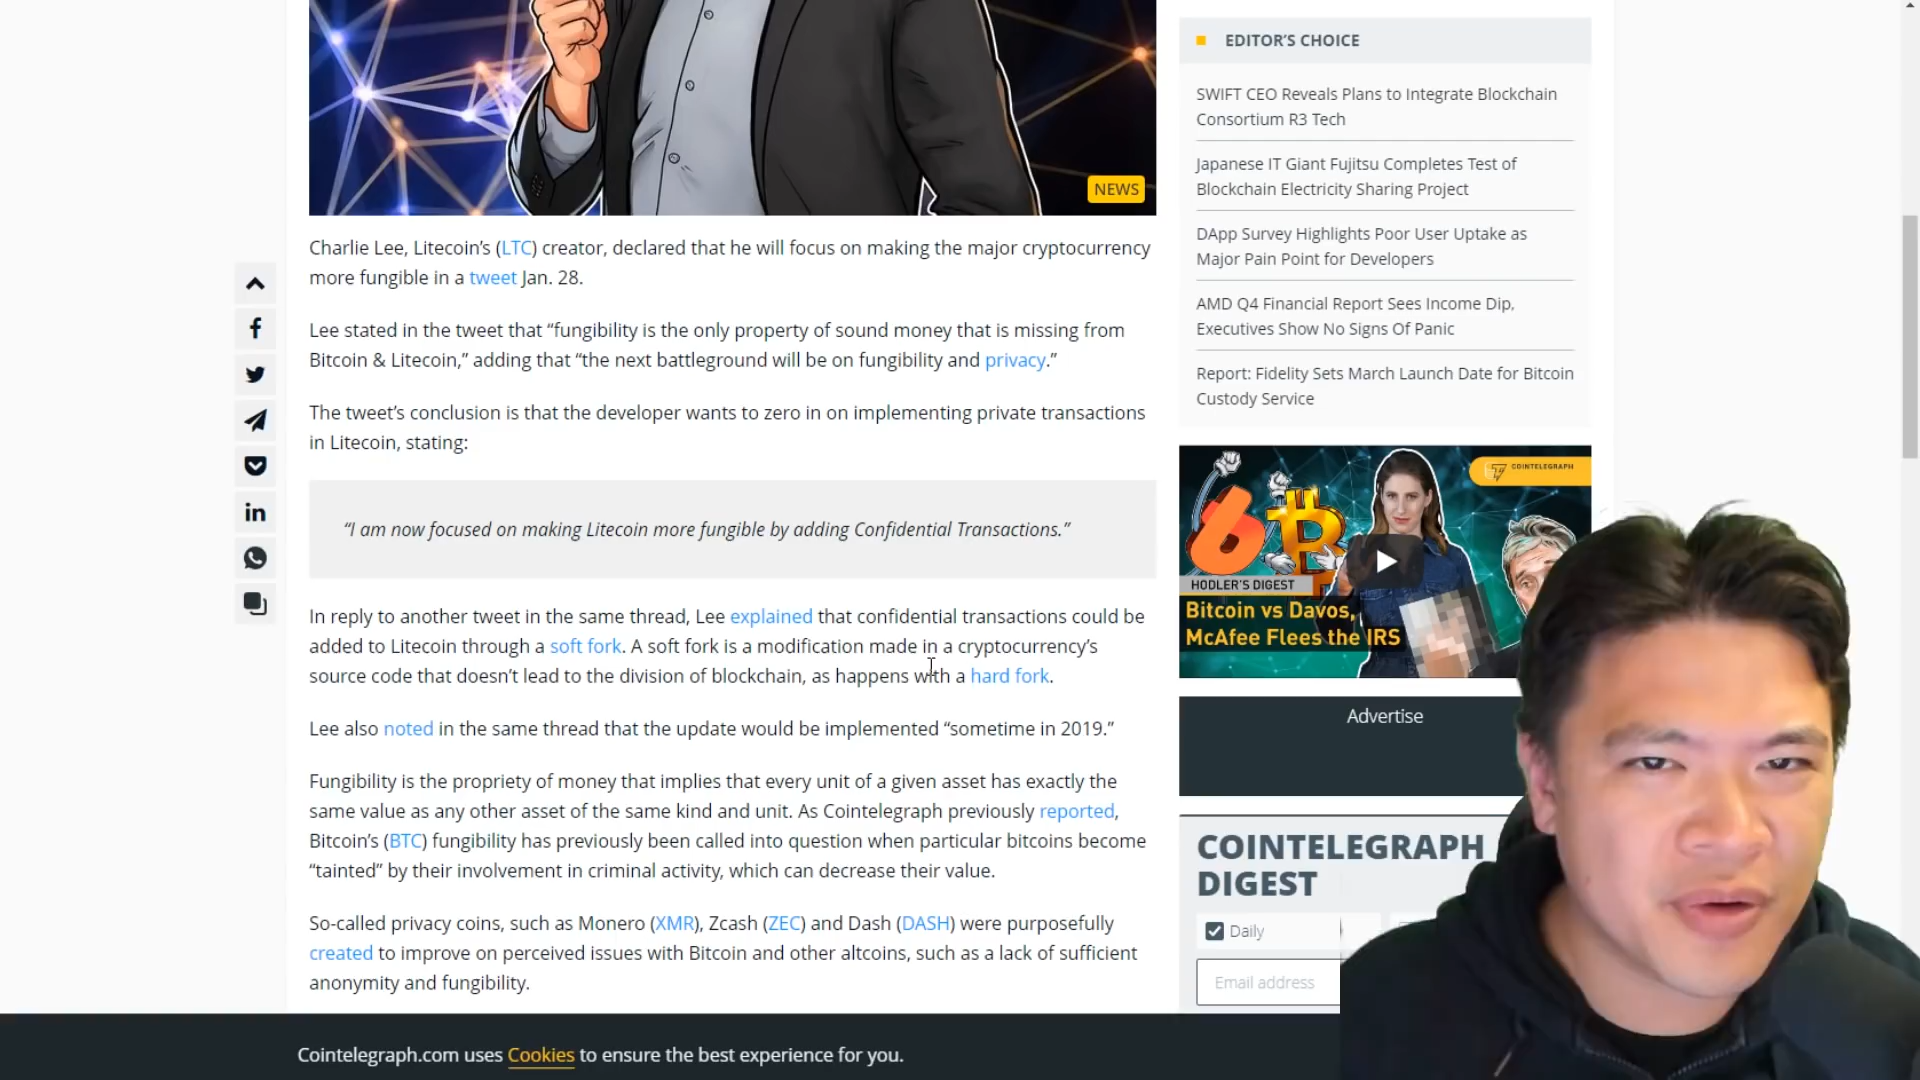 NEWS
Charlie Lee, Litecoin’s (LTC) creator, declared that he will focus on making the major cryptocurrency
more fungible in a tweet Jan. 28.
Lee stated in the tweet that “fungibility is the only property of sound money that is missing from
Bitcoin & Litecoin,” adding that “the next battleground will be on fungibility and privacy.”
The tweet’s conclusion is that the developer wants to zero in on implementing private transactions
in Litecoin, stating:
“I am now focused on making Litecoin more fungible by adding Confidential Transactions.”
In reply to another tweet in the same thread, Lee explained that confidential transactions could be
added to Litecoin through a soft fork. A soft fork is a modification made in a cryptocurrency’s
source code that doesn’t lead to the division of blockchain, as happens with a hard fork.
Lee also noted in the same thread that the update would be implemented “sometime in 2019.”
Fungibility is the propriety of money that implies that every unit of a given asset has exactly the
same value as any other asset of the same kind and unit. As Cointelegraph previously reported,
Bitcoin’s (BTC) fungibility has previously been called into question when particular bitcoins become
“tainted” by their involvement in criminal activity, which can decrease their value.
So-called privacy coins, such as Monero (XMR), Zcash (ZEC) and Dash (DASH) were purposefully
created to improve on perceived issues with Bitcoin and other altcoins, such as a lack of sufficient
anonymity and fungibility.
EDITOR’S CHOICE
SWIFT CEO Reveals Plans to Integrate Blockchain
Consortium R3 Tech
Japanese IT Giant Fujitsu Completes Test of
Blockchain Electricity Sharing Project
DApp Survey Highlights Poor User Uptake as
Major Pain Point for Developers
AMD Q4 Financial Report Sees Income Dip,
Executives Show No Signs Of Panic
Report: Fidelity Sets March Launch Date for Bitcoin
Custody Service
COINTELEGRAPH
HODLER’S DIGEST
Bitcoin vs Davos,
McAfee Flees the IRS
Advertise
COINTELEGRAPH
DIGEST
Daily
Email address
Cointelegraph.com uses Cookies to ensure the best experience for you.